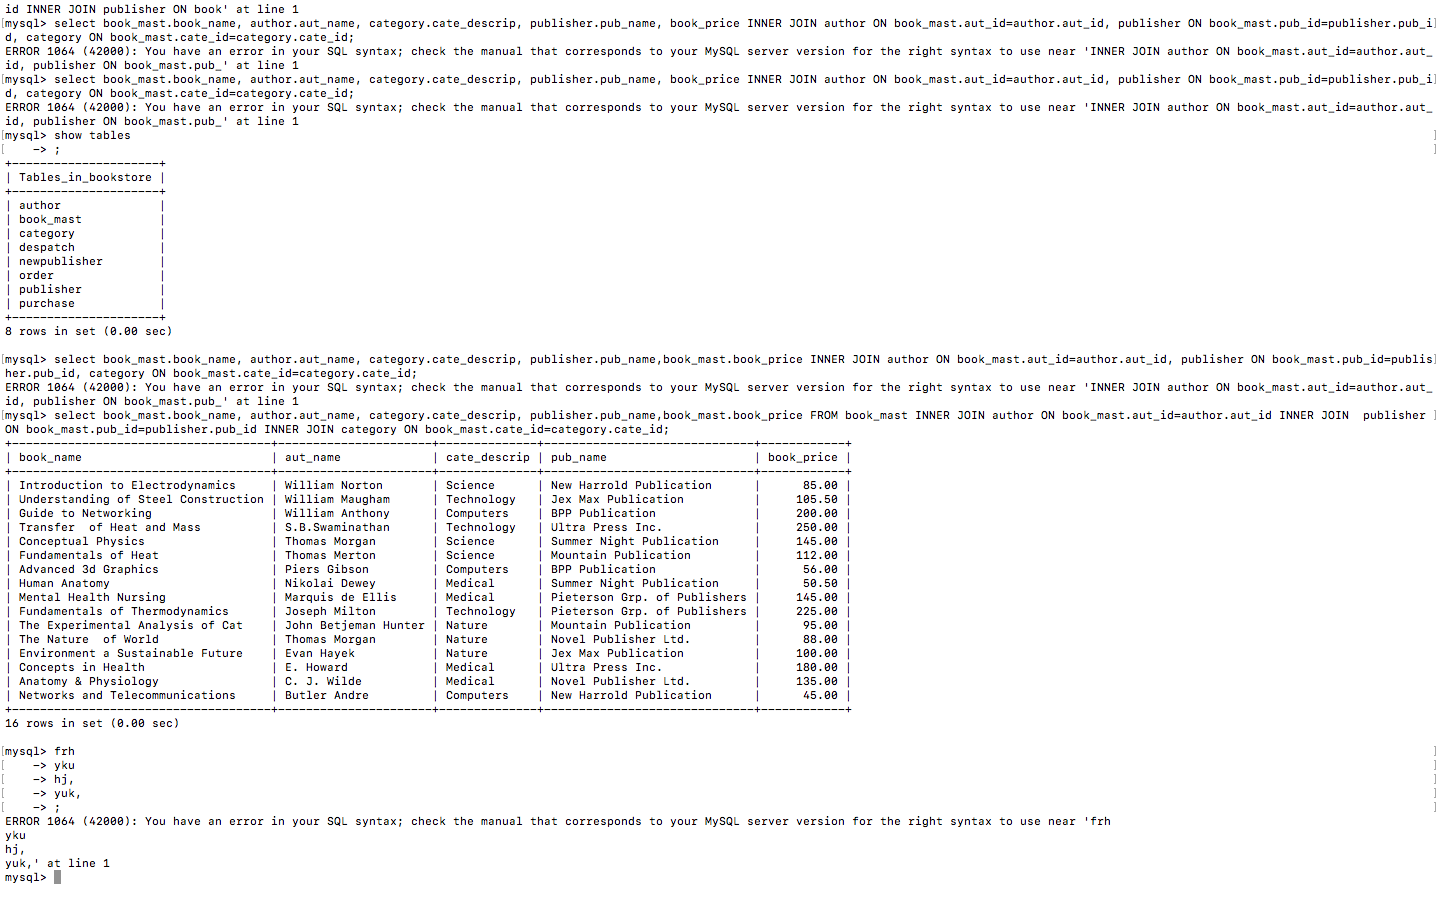 id INNER JOIN publisher ON book' at line 1
[mysql> select book_mast.book_name, author.aut_name, category.cate_descrip, publisher.pub_name, book_price INNER JOIN author ON book_mast.aut_id=author.aut_id, publisher ON book_mast.pub_id=publisher.pub_i]
d, category ON book_mast.cate_id=category.cate_id;
ERROR 1064 (42000): You have an error in your SQL syntax; check the manual that corresponds to your MySQL server version for the right syntax to use near 'INNER JOIN author ON book_mast.aut_id=author.aut_
id, publisher ON book_mast.pub_' at line 1
[mysql> select book_mast.book_name, author.aut_name, category.cate_descrip, publisher.pub_name, book_price INNER JOIN author ON book_mast.aut_id=author.aut_id, publisher ON book_mast.pub_id=publisher.pub_i]
d, category ON book_mast.cate_id=category.cate_id;
ERROR 1064 (42000): You have an error in your SQL syntax; check the manual that corresponds to your MySQL server version for the right syntax to use near 'INNER JOIN author ON book_mast.aut_id=author.aut_
id, publisher ON book_mast.pub_' at line 1
[mysql> show tables ]
[    -> ; ]
+---------------------+
| Tables_in_bookstore |
+---------------------+
| author              |
| book_mast           |
| category            |
| despatch            |
| newpublisher        |
| order               |
| publisher           |
| purchase            |
+---------------------+
8 rows in set (0.00 sec)
[mysql> select book_mast.book_name, author.aut_name, category.cate_descrip, publisher.pub_name,book_mast.book_price INNER JOIN author ON book_mast.aut_id=author.aut_id, publisher ON book_mast.pub_id=publis]
her.pub_id, category ON book_mast.cate_id=category.cate_id;
ERROR 1064 (42000): You have an error in your SQL syntax; check the manual that corresponds to your MySQL server version for the right syntax to use near 'INNER JOIN author ON book_mast.aut_id=author.aut_
id, publisher ON book_mast.pub_' at line 1
[mysql> select book_mast.book_name, author.aut_name, category.cate_descrip, publisher.pub_name,book_mast.book_price FROM book_mast INNER JOIN author ON book_mast.aut_id=author.aut_id INNER JOIN  publisher ]
ON book_mast.pub_id=publisher.pub_id INNER JOIN category ON book_mast.cate_id=category.cate_id;
+-------------------------------------+----------------------+--------------+------------------------------+------------+
| book_name                           | aut_name             | cate_descrip | pub_name                     | book_price |
+-------------------------------------+----------------------+--------------+------------------------------+------------+
| Introduction to Electrodynamics     | William Norton       | Science      | New Harrold Publication      |      85.00 |
| Understanding of Steel Construction | William Maugham      | Technology   | Jex Max Publication          |     105.50 |
| Guide to Networking                 | William Anthony      | Computers    | BPP Publication              |     200.00 |
| Transfer  of Heat and Mass          | S.B.Swaminathan      | Technology   | Ultra Press Inc.             |     250.00 |
| Conceptual Physics                  | Thomas Morgan        | Science      | Summer Night Publication     |     145.00 |
| Fundamentals of Heat                | Thomas Merton        | Science      | Mountain Publication         |     112.00 |
| Advanced 3d Graphics                | Piers Gibson         | Computers    | BPP Publication              |      56.00 |
| Human Anatomy                       | Nikolai Dewey        | Medical      | Summer Night Publication     |      50.50 |
| Mental Health Nursing               | Marquis de Ellis     | Medical      | Pieterson Grp. of Publishers |     145.00 |
| Fundamentals of Thermodynamics      | Joseph Milton        | Technology   | Pieterson Grp. of Publishers |     225.00 |
| The Experimental Analysis of Cat    | John Betjeman Hunter | Nature       | Mountain Publication         |      95.00 |
| The Nature  of World                | Thomas Morgan        | Nature       | Novel Publisher Ltd.         |      88.00 |
| Environment a Sustainable Future    | Evan Hayek           | Nature       | Jex Max Publication          |     100.00 |
| Concepts in Health                  | E. Howard            | Medical      | Ultra Press Inc.             |     180.00 |
| Anatomy & Physiology                | C. J. Wilde          | Medical      | Novel Publisher Ltd.         |     135.00 |
| Networks and Telecommunications     | Butler Andre         | Computers    | New Harrold Publication      |      45.00 |
+-------------------------------------+----------------------+--------------+------------------------------+------------+
16 rows in set (0.00 sec)
[mysql> frh ]
[    -> yku ]
[    -> hj, ]
[    -> yuk, ]
[    -> ; ]
ERROR 1064 (42000): You have an error in your SQL syntax; check the manual that corresponds to your MySQL server version for the right syntax to use near 'frh
yku
hj,
yuk,' at line 1
mysql>